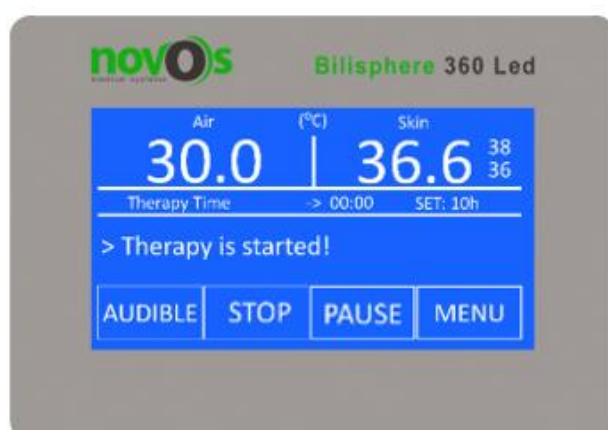 novOs
Bilisphere 360 Led
Air (°C) Skin
30.0 36.6 38
36
Therapy Time -> 00:00 SET: 10h
> Therapy is started!
AUDIBLE STOP PAUSE MENU